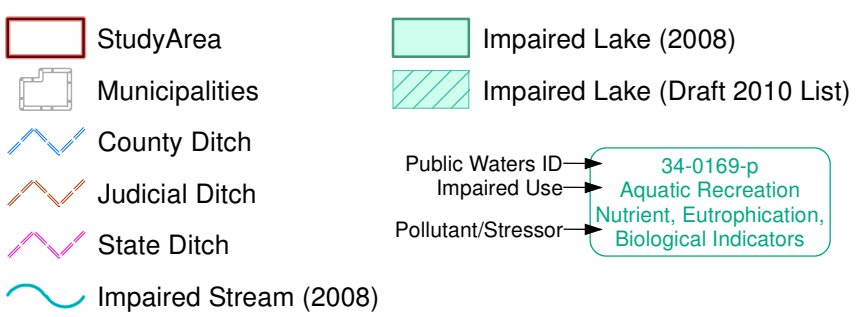 StudyArea
Municipalities
County Ditch
Judicial Ditch
State Ditch
Impaired Stream (2008)
Impaired Lake (2008)
Impaired Lake (Draft 2010 List)
Public Waters ID
Impaired Use
Pollutant/Stressor
34-0169-p
Aquatic Recreation
Nutrient, Eutrophication,
Biological Indicators